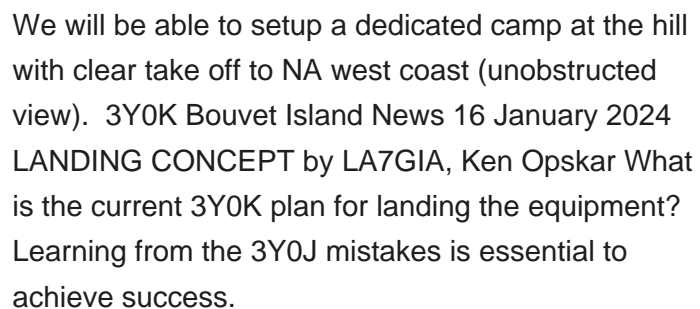 We will be able to setup a dedicated camp at the hill
with clear take off to NA west coast (unobstructed
view).  3Y0K Bouvet Island News 16 January 2024
LANDING CONCEPT by LA7GIA, Ken Opskar What
is the current 3Y0K plan for landing the equipment?
Learning from the 3Y0J mistakes is essential to
achieve success.